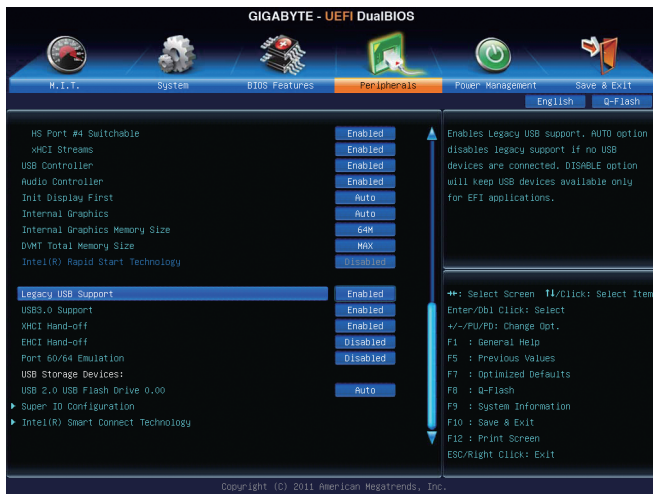 GIGABYTE - UEFI DualBIOS
M.I.T.
System
BIOS Features
Peripherals
Power Management
Save & Exit
English
Q-Flash
HS Port #4 Switchable Enabled
xHCI Streams Enabled
USB Controller Enabled
Audio Controller Enabled
Init Display First Auto
Internal Graphics Auto
Internal Graphics Memory Size 64M
DVMT Total Memory Size MAX
Intel(R) Rapid Start Technology Disabled
Legacy USB Support Enabled
USB3.0 Support Enabled
XHCI Hand-off Enabled
EHCI Hand-off Disabled
Port 60/64 Emulation Disabled
USB Storage Devices:
USB 2.0 USB Flash Drive 0.00 Auto
Super IO Configuration
Intel(R) Smart Connect Technology
Enables Legacy USB support. AUTO option
disables legacy support if no USB
devices are connected. DISABLE option
will keep USB devices available only
for EFI applications.
→←: Select Screen ↑↓/Click: Select Item
Enter/Dbl Click: Select
+/-/PU/PD: Change Opt.
F1 : General Help
F5 : Previous Values
F7 : Optimized Defaults
F8 : Q-Flash
F9 : System Information
F10 : Save & Exit
F12 : Print Screen
ESC/Right Click: Exit
Copyright (C) 2011 American Megatrends, Inc.